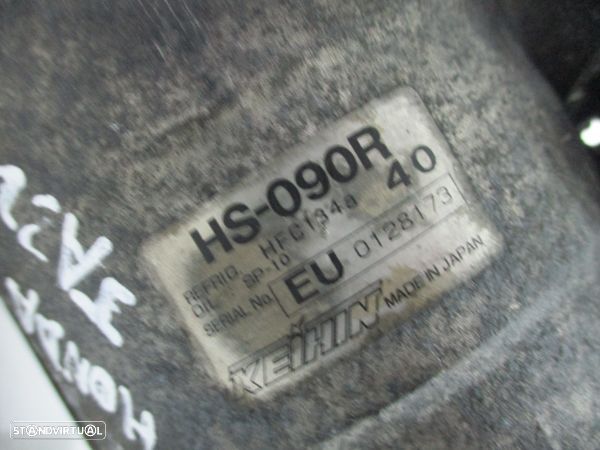 HS-090R
REFRIG. HFC134a 40
OIL SP-10
SERIAL No. EU 0128173
KEIHIN MADE IN JAPAN
HONDA
STANDVIRTUAL